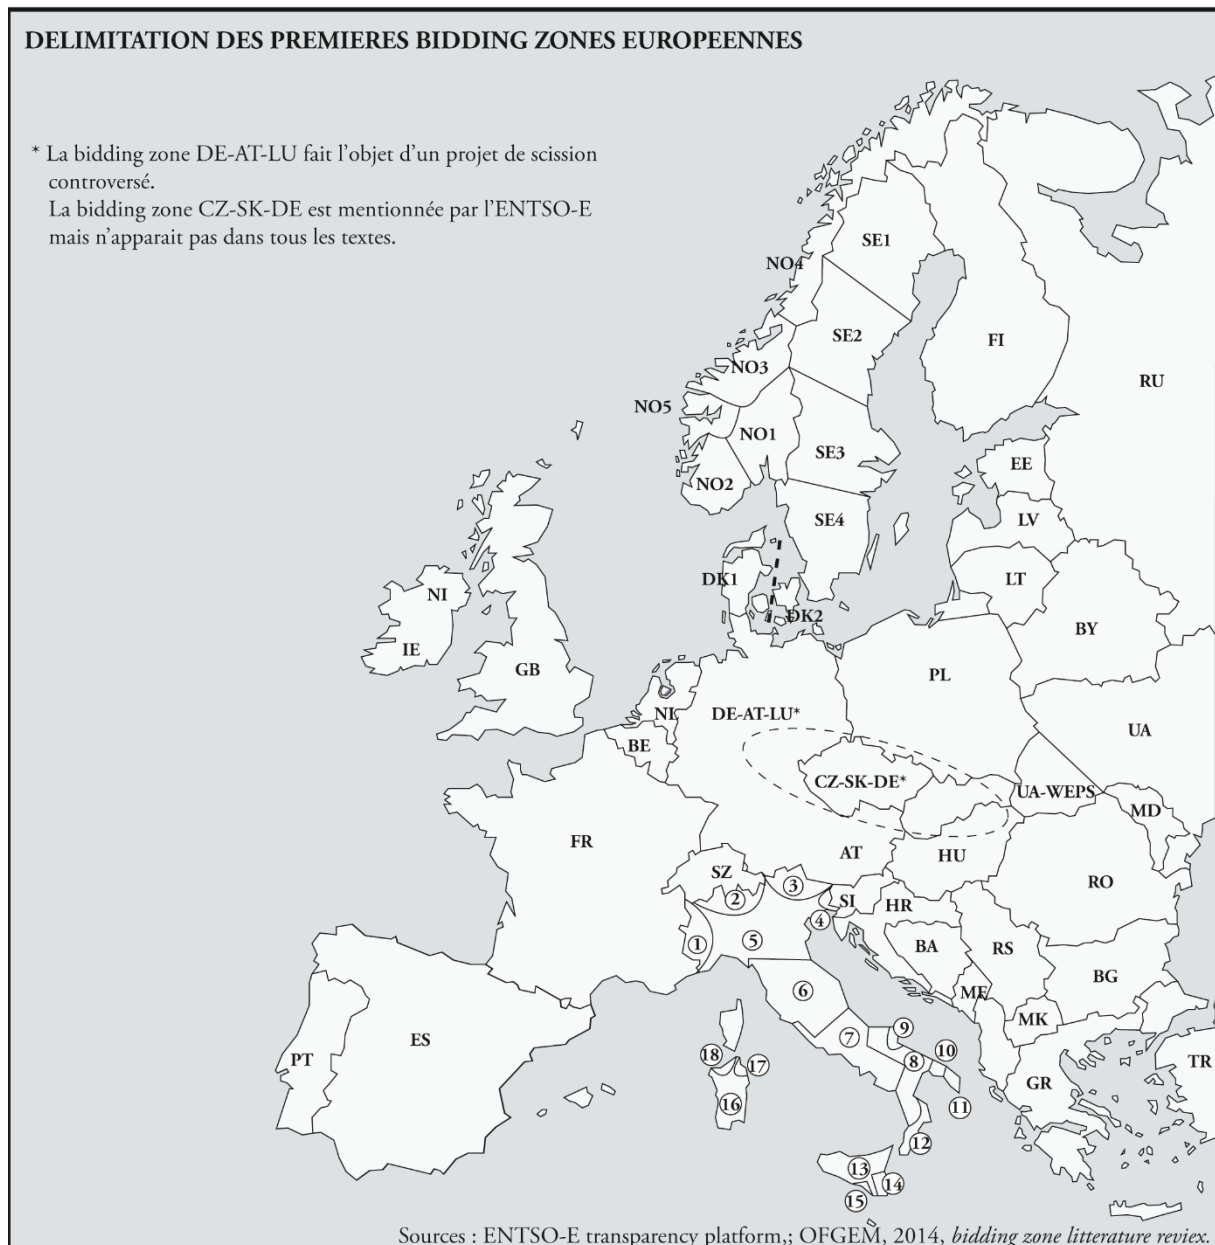 DELIMITATION DES PREMIERES BIDDING ZONES EUROPEENNES
* La bidding zone DE-AT-LU fait l'objet d'un projet de scission
controversé.
La bidding zone CZ-SK-DE est mentionnée par l'ENTSO-E
mais n'apparait pas dans tous les textes.
SE1
NO4
SE2
FI
NO3
RU
NO5
NO1
SE3
EE
NO2
SE4
LV
DK1
LT
NI
DK2
BY
IE
GB
PL
NL
DE-AT-LU*
UA
BE
CZ-SK-DE*
UA-WEPS
MD
FR
AT
HU
SZ
RO
3
2
SI
HR
4
1
5
BA
RS
BG
6
ME
MK
9
7
10
8
ES
PT
18
17
TR
GR
16
11
12
13
14
15
Sources : ENTSO-E transparency platform,; OFGEM, 2014, bidding zone litterature reviex.